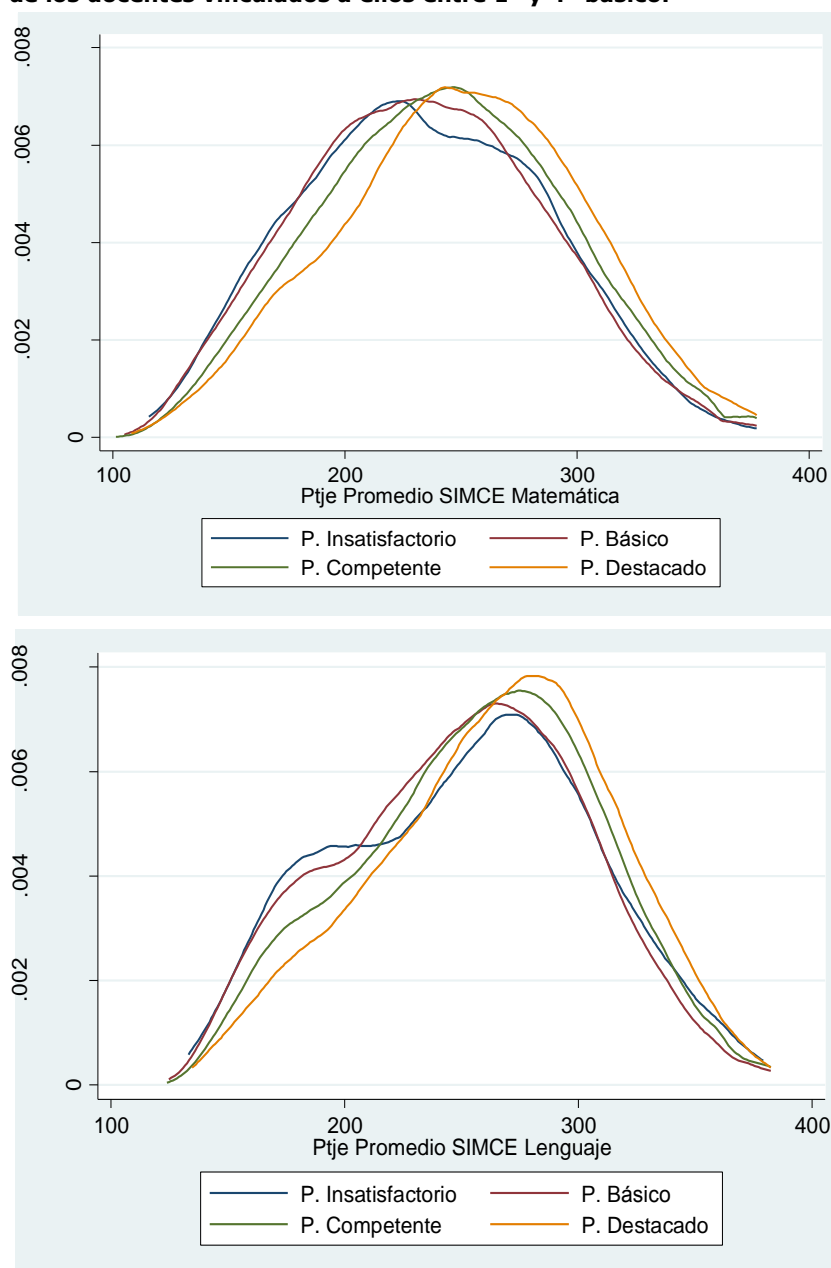 de los docentes vinculados a ellos entre 1° y 4° básico.
.008
.006
.004
.002
0
100 200 300 400
Ptje Promedio SIMCE Matemática
P. Insatisfactorio P. Básico
P. Competente P. Destacado
.008
.006
.004
.002
0
100 200 300 400
Ptje Promedio SIMCE Lenguaje
P. Insatisfactorio P. Básico
P. Competente P. Destacado